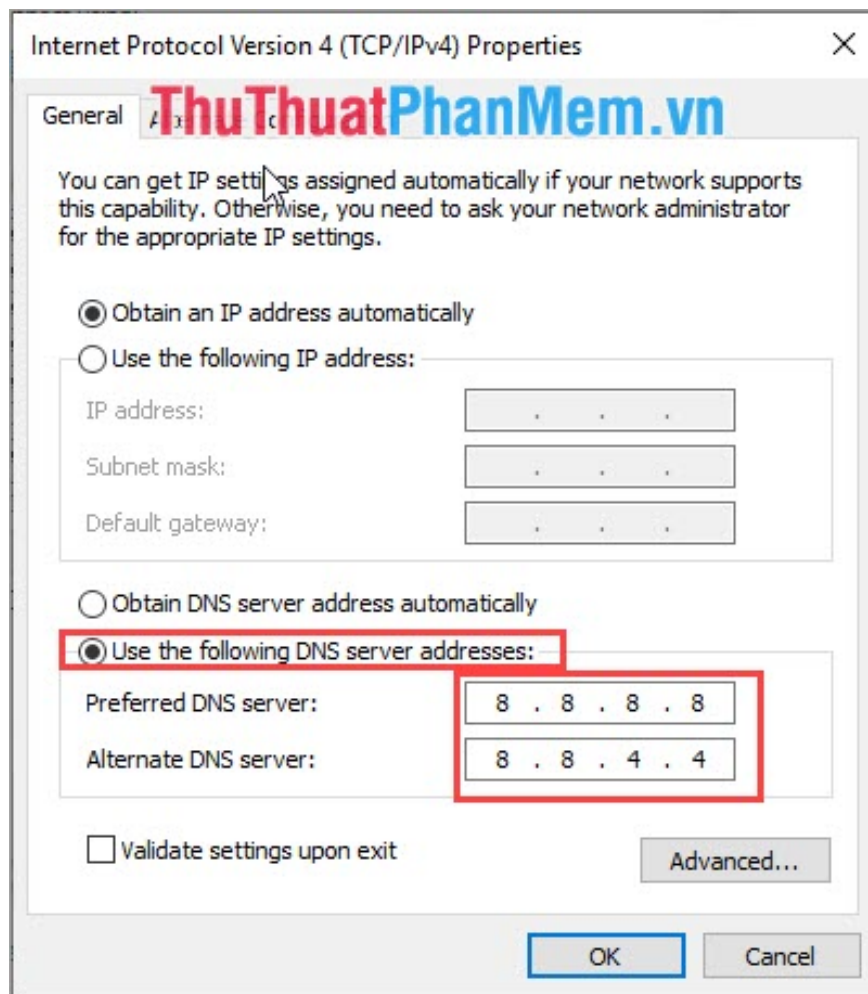 Internet Protocol Version 4 (TCP/IPv4) Properties
ThuThuatPhanMem.vn
General
You can get IP settings assigned automatically if your network supports
this capability. Otherwise, you need to ask your network administrator
for the appropriate IP settings.
Obtain an IP address automatically
Use the following IP address:
IP address: . . .
Subnet mask: . . .
Default gateway: . . .
Obtain DNS server address automatically
Use the following DNS server addresses:
Preferred DNS server: 8 . 8 . 8 . 8
Alternate DNS server: 8 . 8 . 4 . 4
Validate settings upon exit
Advanced...
OK Cancel